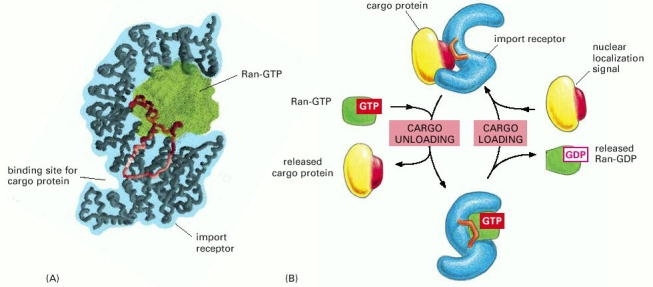 Ran-GTP
binding site for
cargo protein
import
receptor
(A)
cargo protein
import receptor
nuclear
localization
signal
Ran-GTP
GTP
CARGO
UNLOADING
CARGO
LOADING
released
cargo protein
GDP
released
Ran-GDP
GTP
(B)